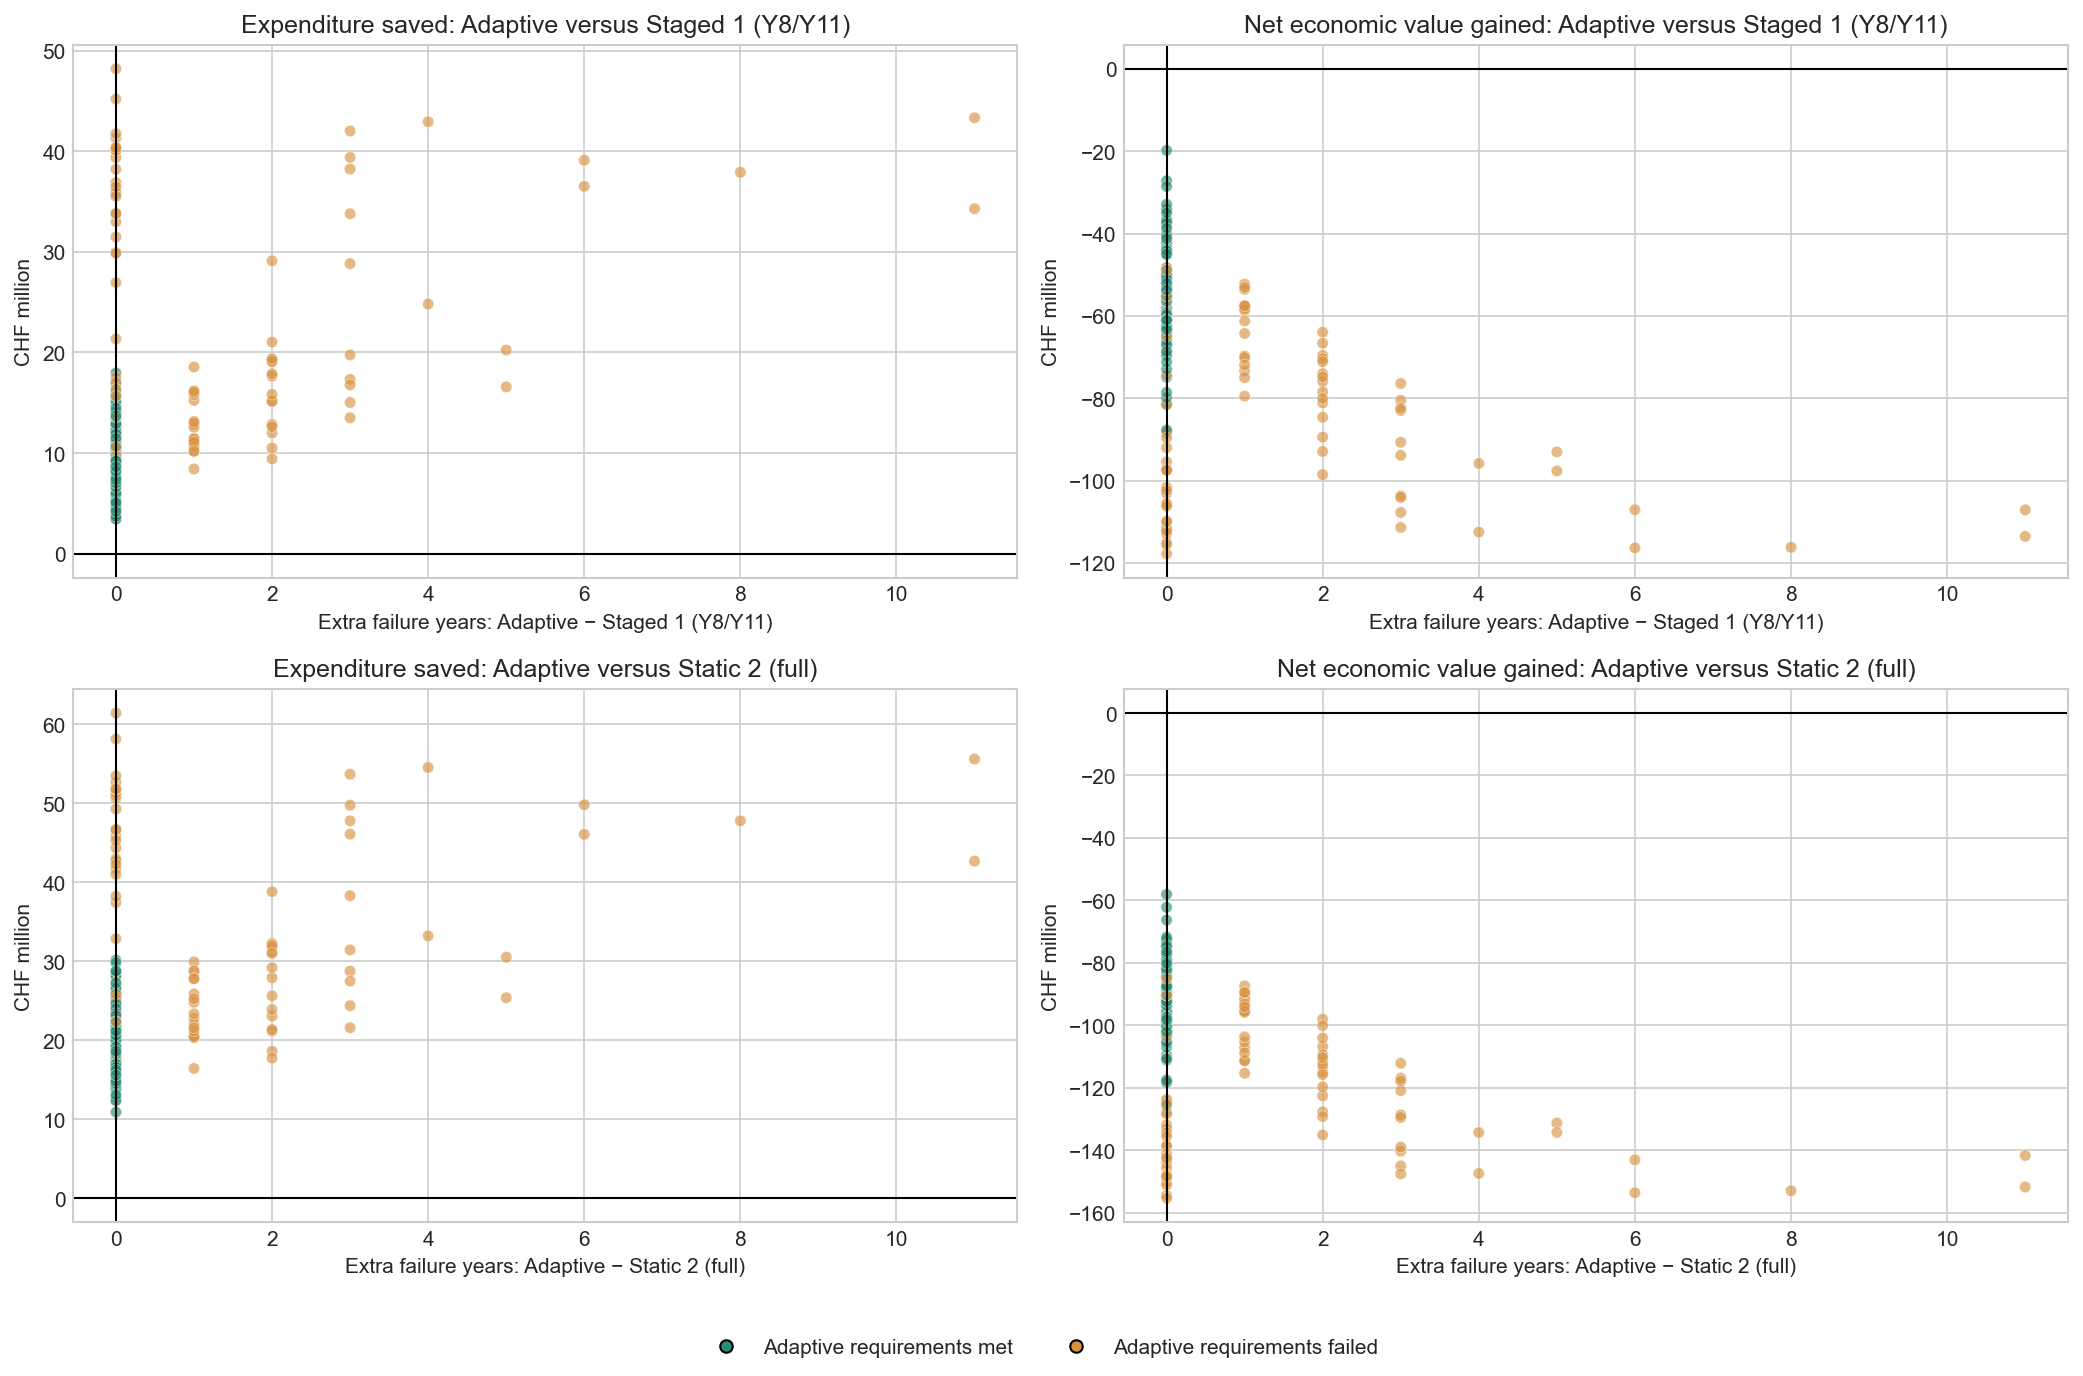 Expenditure saved: Adaptive versus Staged 1 (Y8/Y11)
50
40
30
20
10
0
CHF million
0 2 4 6 8 10
Extra failure years: Adaptive − Staged 1 (Y8/Y11)
Net economic value gained: Adaptive versus Staged 1 (Y8/Y11)
0
−20
−40
−60
−80
−100
−120
CHF million
0 2 4 6 8 10
Extra failure years: Adaptive − Staged 1 (Y8/Y11)
Expenditure saved: Adaptive versus Static 2 (full)
60
50
40
30
20
10
0
CHF million
0 2 4 6 8 10
Extra failure years: Adaptive − Static 2 (full)
Net economic value gained: Adaptive versus Static 2 (full)
0
−20
−40
−60
−80
−100
−120
−140
−160
CHF million
0 2 4 6 8 10
Extra failure years: Adaptive − Static 2 (full)
Adaptive requirements met
Adaptive requirements failed